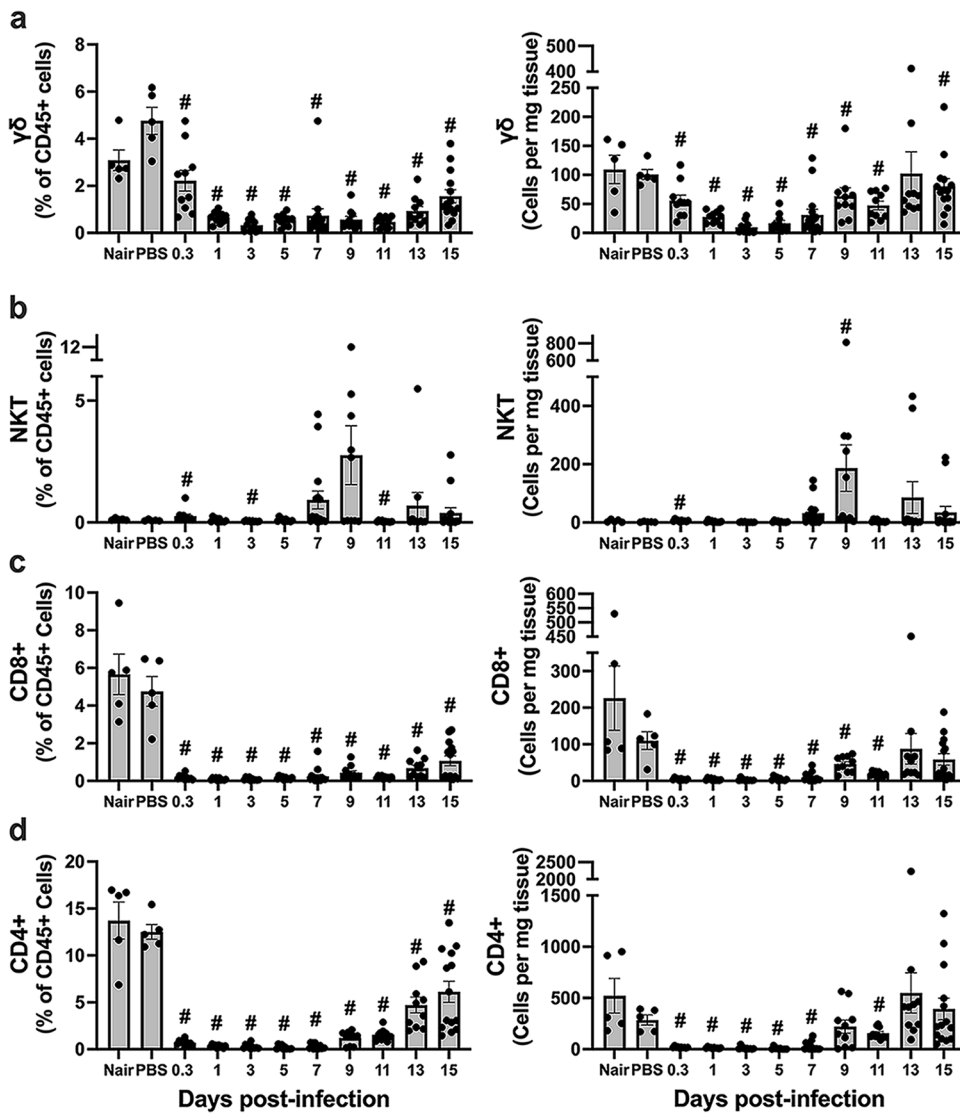 a
γδ
(% of CD45+ cells)
8
6
4
2
0
# # # # # # # # # #
Nair PBS 0.3 1 3 5 7 9 11 13 15
γδ
(Cells per mg tissue)
500
400
250
200
150
100
50
0
# # # # # # # #
Nair PBS 0.3 1 3 5 7 9 11 13 15
b
NKT
(% of CD45+ cells)
12
5
0
# # #
Nair PBS 0.3 1 3 5 7 9 11 13 15
NKT
(Cells per mg tissue)
800
600
400
200
0
# #
Nair PBS 0.3 1 3 5 7 9 11 13 15
c
CD8+
(% of CD45+ Cells)
10
8
6
4
2
0
# # # # # # # # #
Nair PBS 0.3 1 3 5 7 9 11 13 15
CD8+
(Cells per mg tissue)
600
550
500
450
300
200
100
0
# # # # # # #
Nair PBS 0.3 1 3 5 7 9 11 13 15
d
CD4+
(% of CD45+ Cells)
20
15
10
5
0
# # # # # # # # #
Nair PBS 0.3 1 3 5 7 9 11 13 15
Days post-infection
CD4+
(Cells per mg tissue)
2500
2000
1500
1000
500
0
# # # # # #
Nair PBS 0.3 1 3 5 7 9 11 13 15
Days post-infection